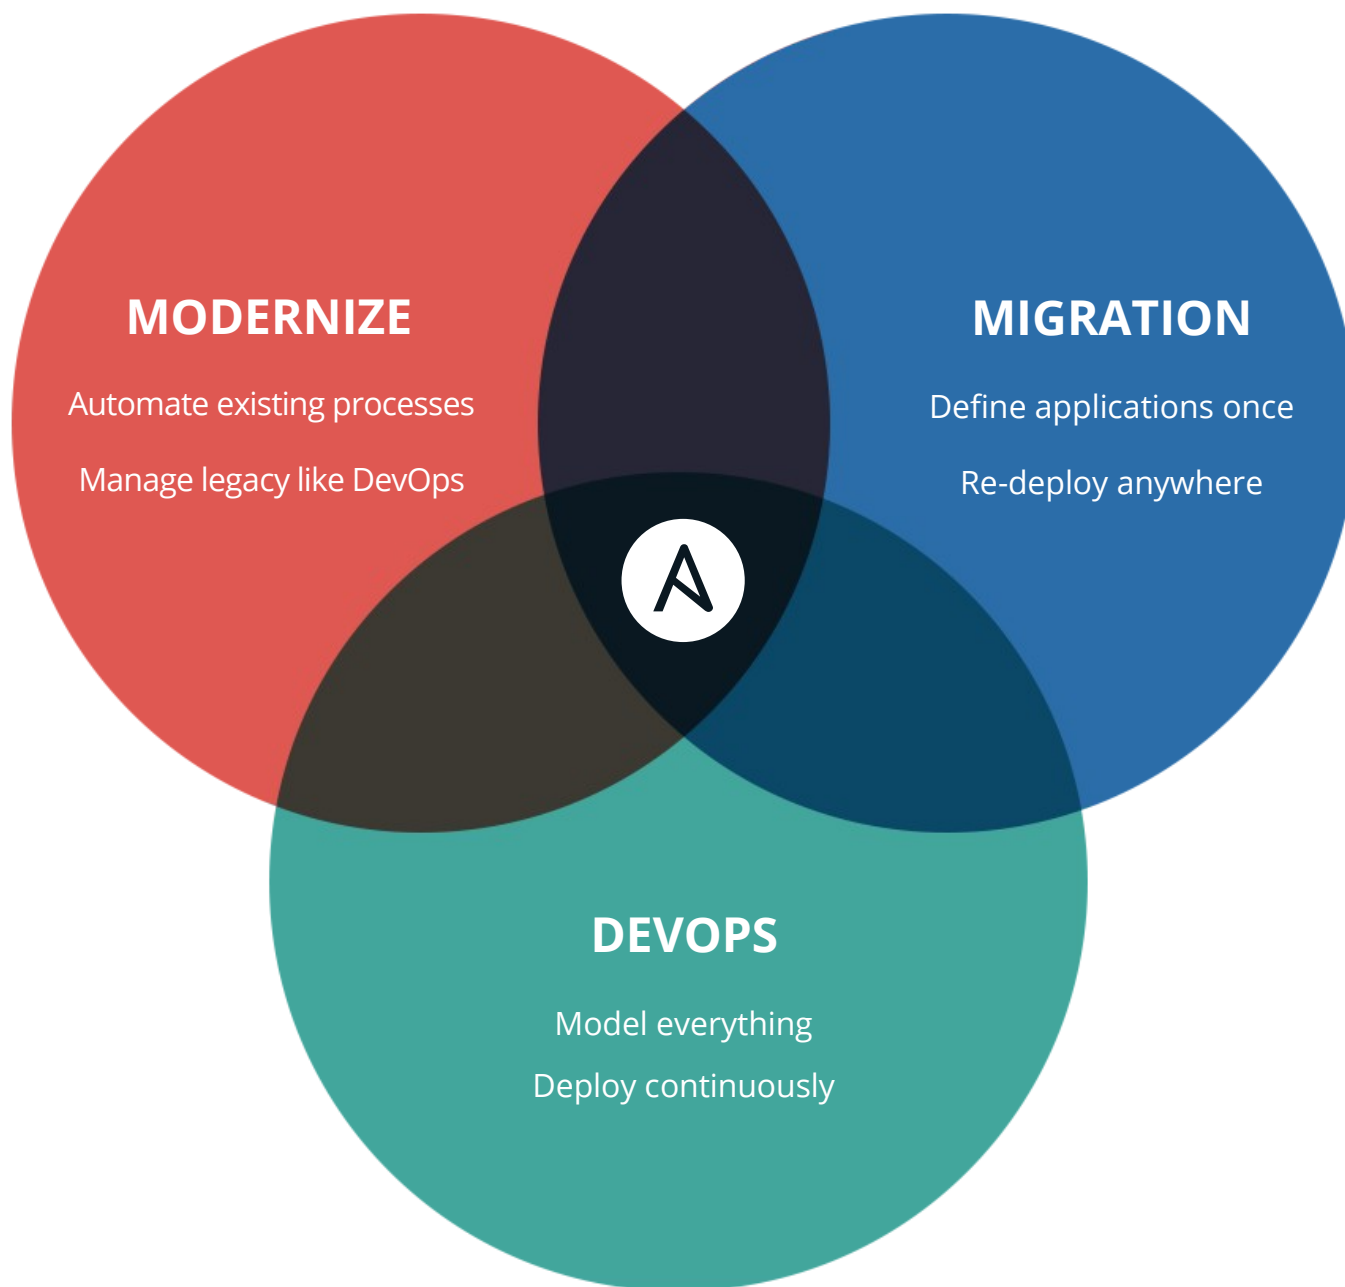 MODERNIZE
Automate existing processes
Manage legacy like DevOps
MIGRATION
Define applications once
Re-deploy anywhere
DEVOPS
Model everything
Deploy continuously